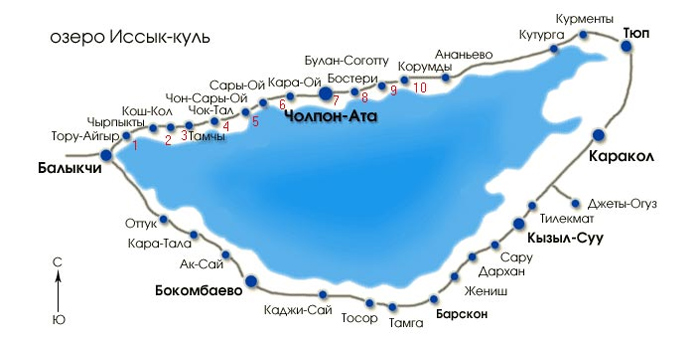 озеро Иссык-куль
Курменты
Кутурга
Тюп
Ананьево
Булан-Соготту
Корумды
Бостери
Кара-Ой
Сары-Ой
Чон-Сары-Ой
Чок-Тал
Кош-Кол
Чырпыкты
Тору-Айгыр
Тамчы
1
2
3
4
5
6
7
8
9
10
Чолпон-Ата
Балыкчи
Каракол
Джеты-Огуз
Тилекмат
Кызыл-Суу
Сару
Дархан
Жениш
Барскон
Тамга
Тосор
Каджи-Сай
Бокомбаево
Ак-Сай
Кара-Тала
Оттук
С
Ю